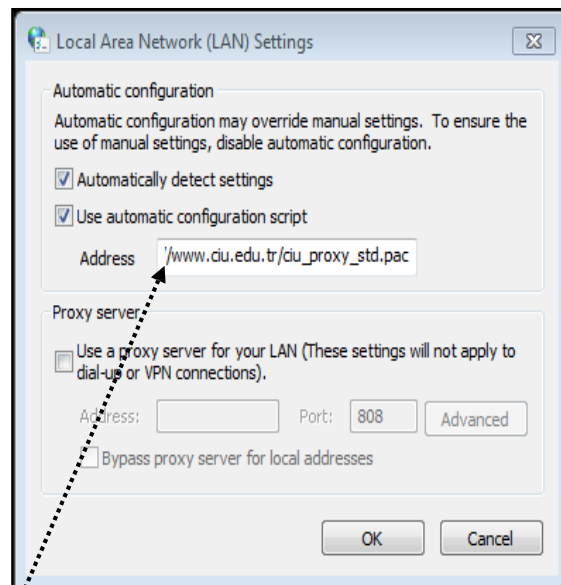 Local Area Network (LAN) Settings
Automatic configuration
Automatic configuration may override manual settings. To ensure the
use of manual settings, disable automatic configuration.
Automatically detect settings
Use automatic configuration script
Address /www.ciu.edu.tr/ciu_proxy_std.pac
Proxy server
Use a proxy server for your LAN (These settings will not apply to
dial-up or VPN connections).
Address: Port: 808 Advanced
Bypass proxy server for local addresses
OK Cancel